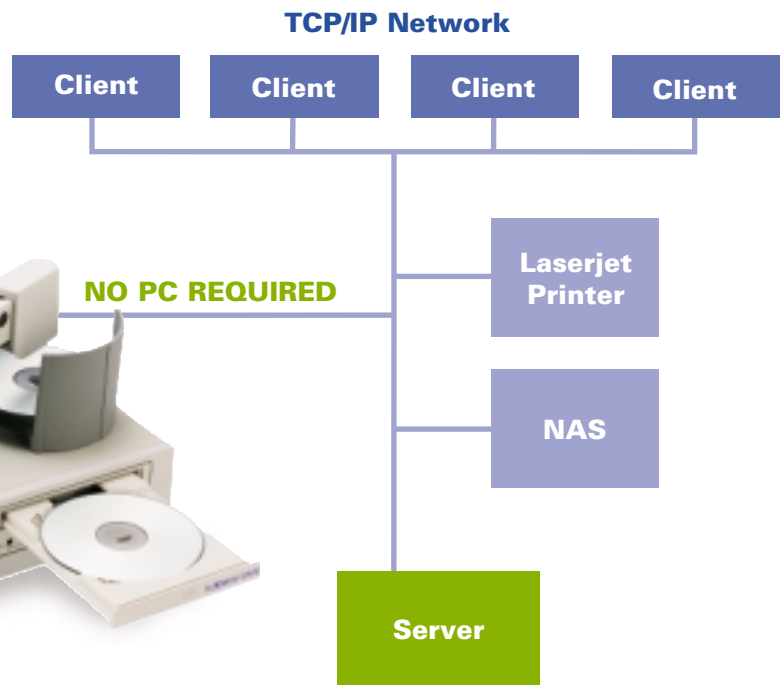 TCP/IP Network
Client
Client
Client
Client
NO PC REQUIRED
Laserjet
Printer
NAS
Server